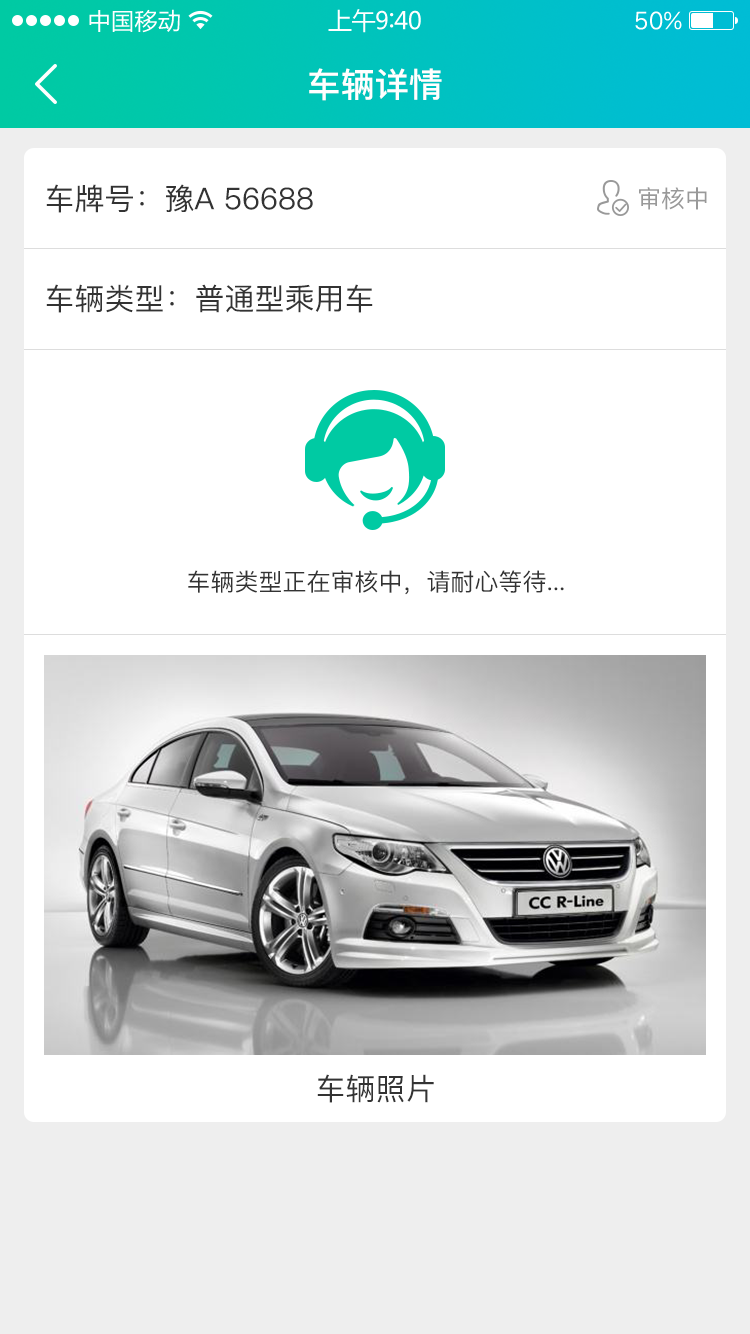 中国移动 上午9:40 50%
车辆详情
车牌号：豫A 56688 审核中
车辆类型：普通型乘用车
车辆类型正在审核中，请耐心等待...
CC R-Line
车辆照片